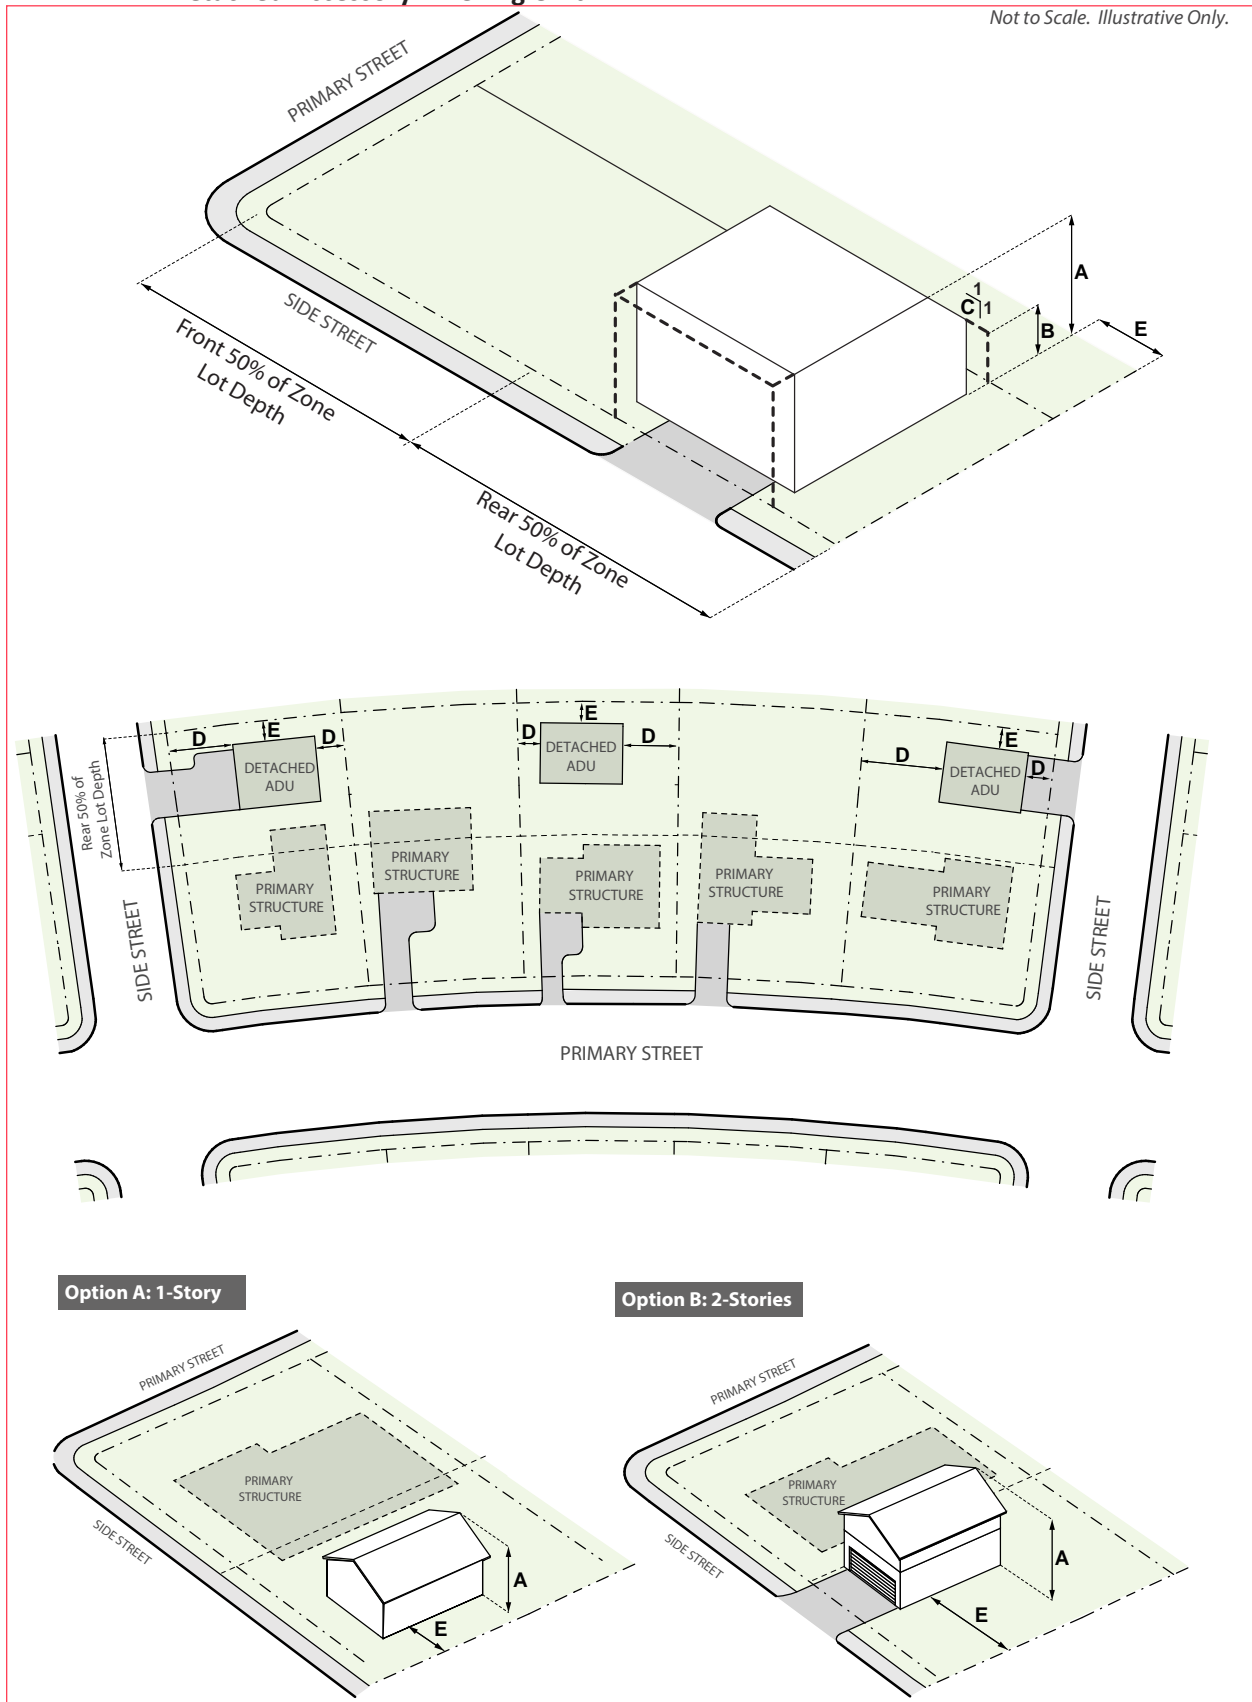 Not to Scale. Illustrative Only.
PRIMARY STREET
SIDE STREET
Front 50% of Zone
Lot Depth
Rear 50% of Zone
Lot Depth
A
1
C
1
B
E
Rear 50% of
Zone Lot Depth
D
E
D
DETACHED
ADU
D
E
D
DETACHED
ADU
D
E
D
DETACHED
ADU
PRIMARY
STRUCTURE
PRIMARY
STRUCTURE
PRIMARY
STRUCTURE
PRIMARY
STRUCTURE
PRIMARY
STRUCTURE
SIDE STREET
SIDE STREET
PRIMARY STREET
Option A: 1-Story
PRIMARY STREET
PRIMARY
STRUCTURE
SIDE STREET
A
E
Option B: 2-Stories
PRIMARY STREET
PRIMARY
STRUCTURE
SIDE STREET
A
E